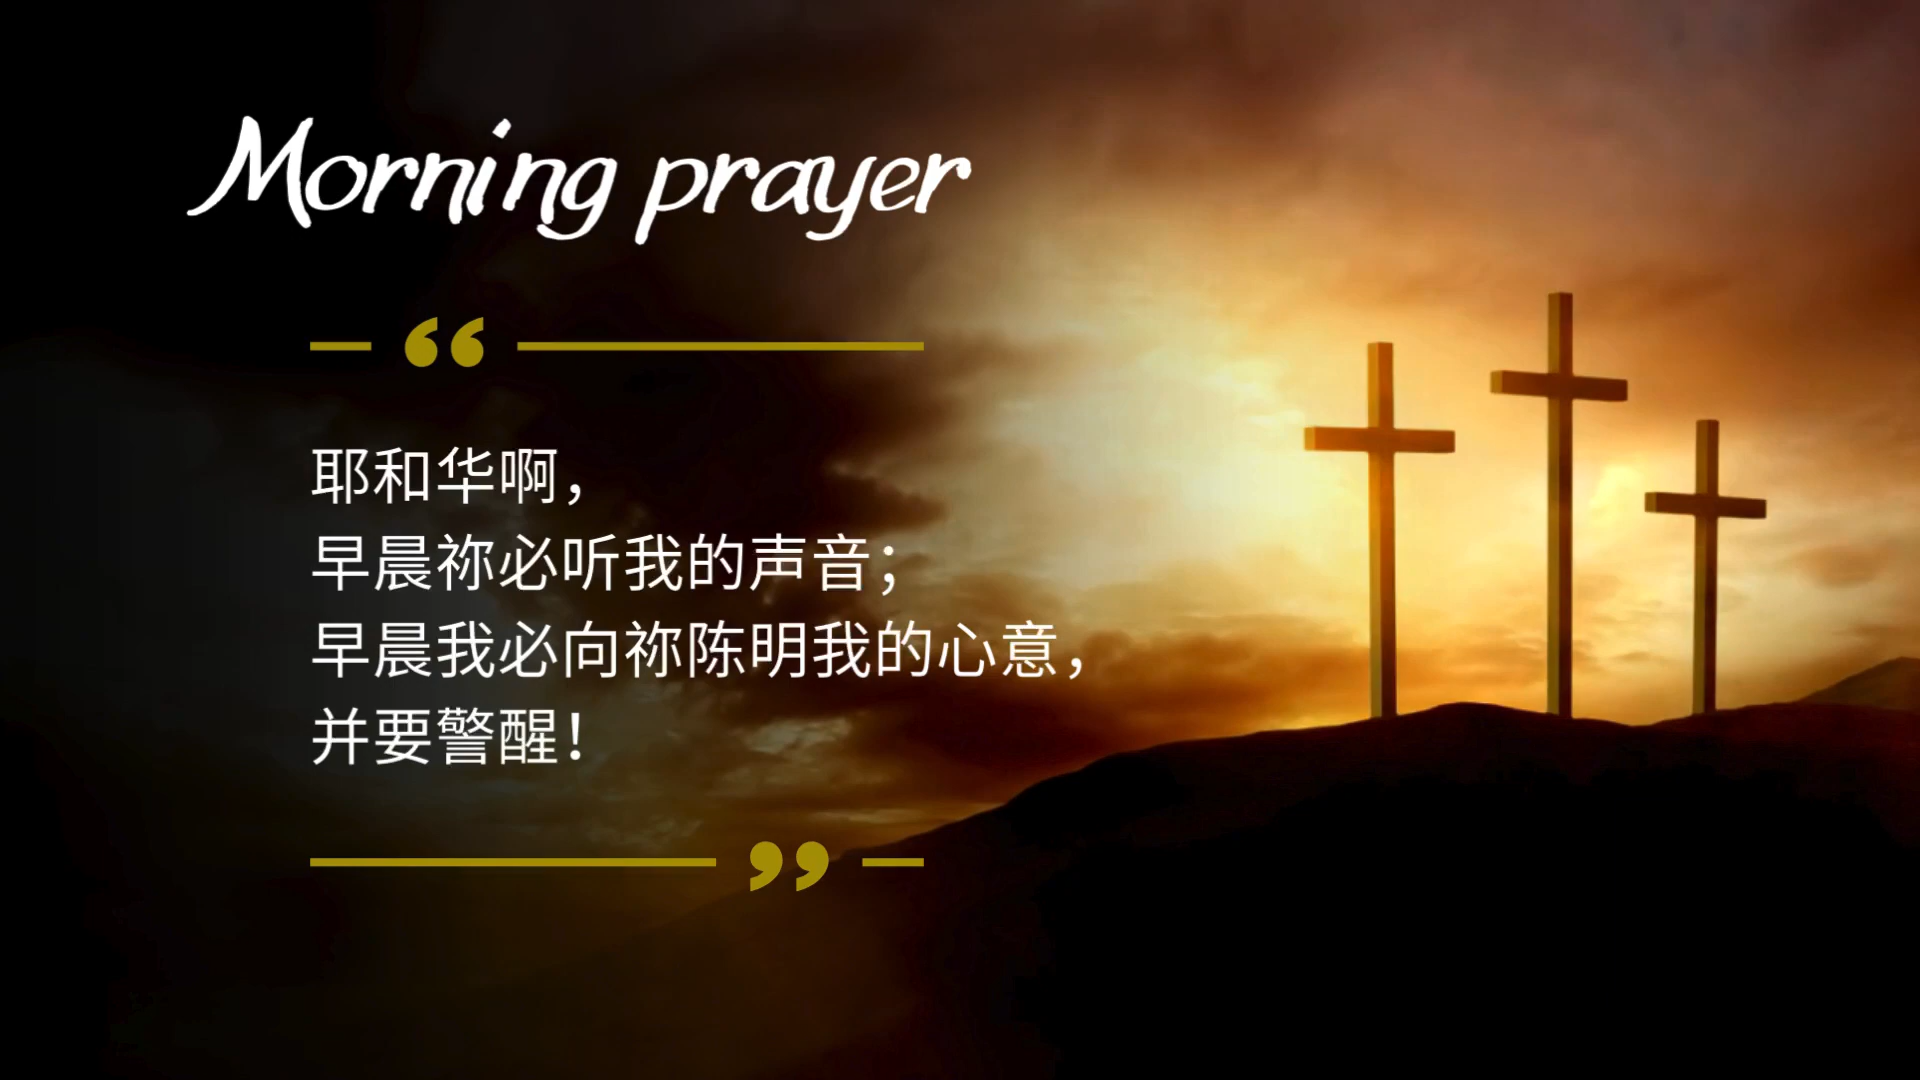 Morning prayer
“
耶和华啊，
早晨祢必听我的声音；
早晨我必向祢陈明我的心意，
并要警醒！
”